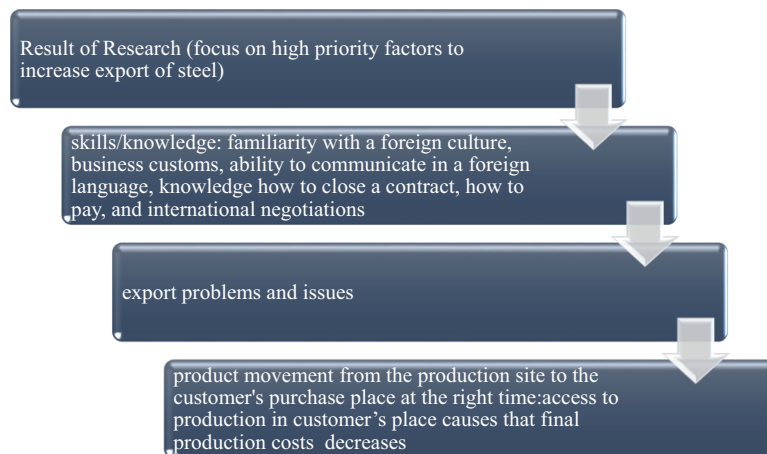 Result of Research (focus on high priority factors to
increase export of steel)
skills/knowledge: familiarity with a foreign culture,
business customs, ability to communicate in a foreign
language, knowledge how to close a contract, how to
pay, and international negotiations
export problems and issues
product movement from the production site to the
customer's purchase place at the right time:access to
production in customer’s place causes that final
production costs decreases